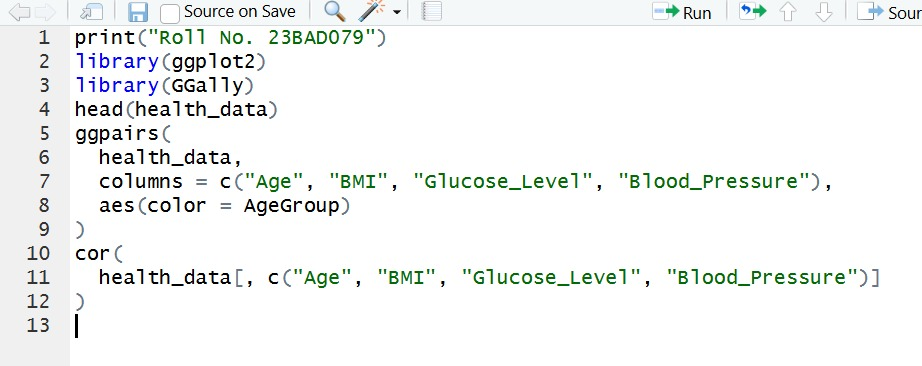 Source on Save Run Sour
1 print("Roll No. 23BAD079")
2 library(ggplot2)
3 library(GGally)
4 head(health_data)
5 ggpairs(
6   health_data,
7   columns = c("Age", "BMI", "Glucose_Level", "Blood_Pressure"),
8   aes(color = AgeGroup)
9 )
10 cor(
11   health_data[, c("Age", "BMI", "Glucose_Level", "Blood_Pressure")]
12 )
13